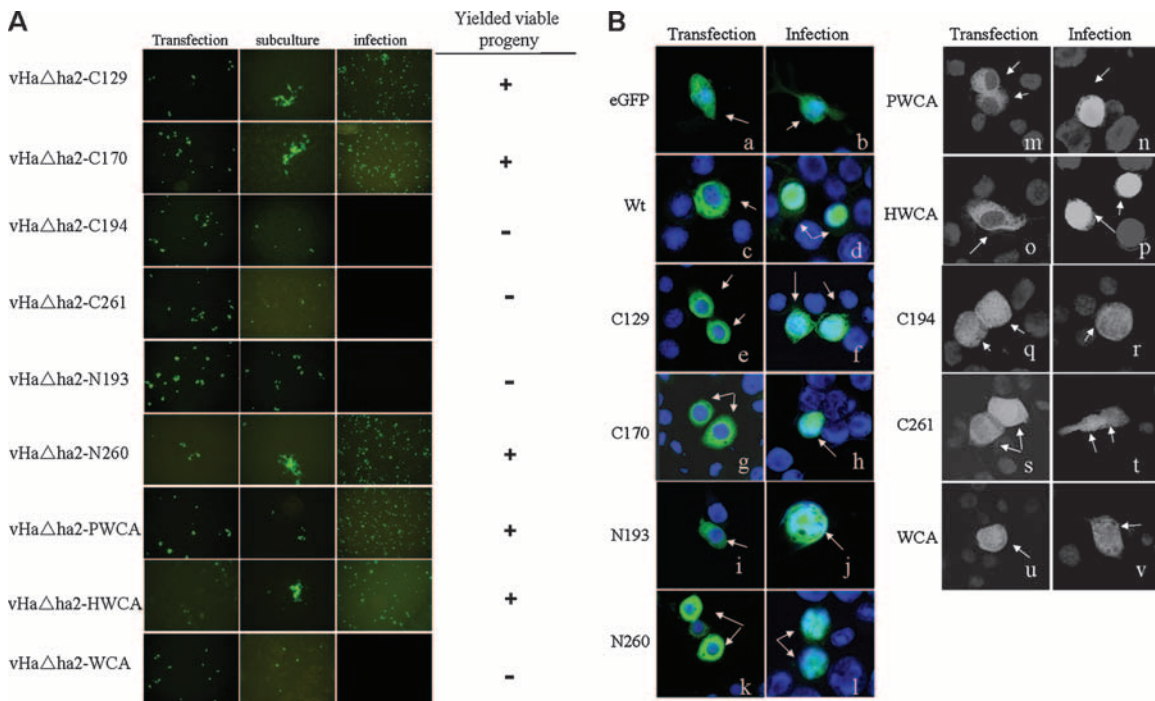 A
Transfection subculture infection
Yielded viable
progeny
vHa△ha2-C129 +
vHa△ha2-C170 +
vHa△ha2-C194 -
vHa△ha2-C261 -
vHa△ha2-N193 -
vHa△ha2-N260 +
vHa△ha2-PWCA +
vHa△ha2-HWCA +
vHa△ha2-WCA -
B
Transfection Infection
eGFP a b
Wt c d
C129 e f
C170 g h
N193 i j
N260 k l
Transfection Infection
PWCA m n
HWCA o p
C194 q r
C261 s t
WCA u v